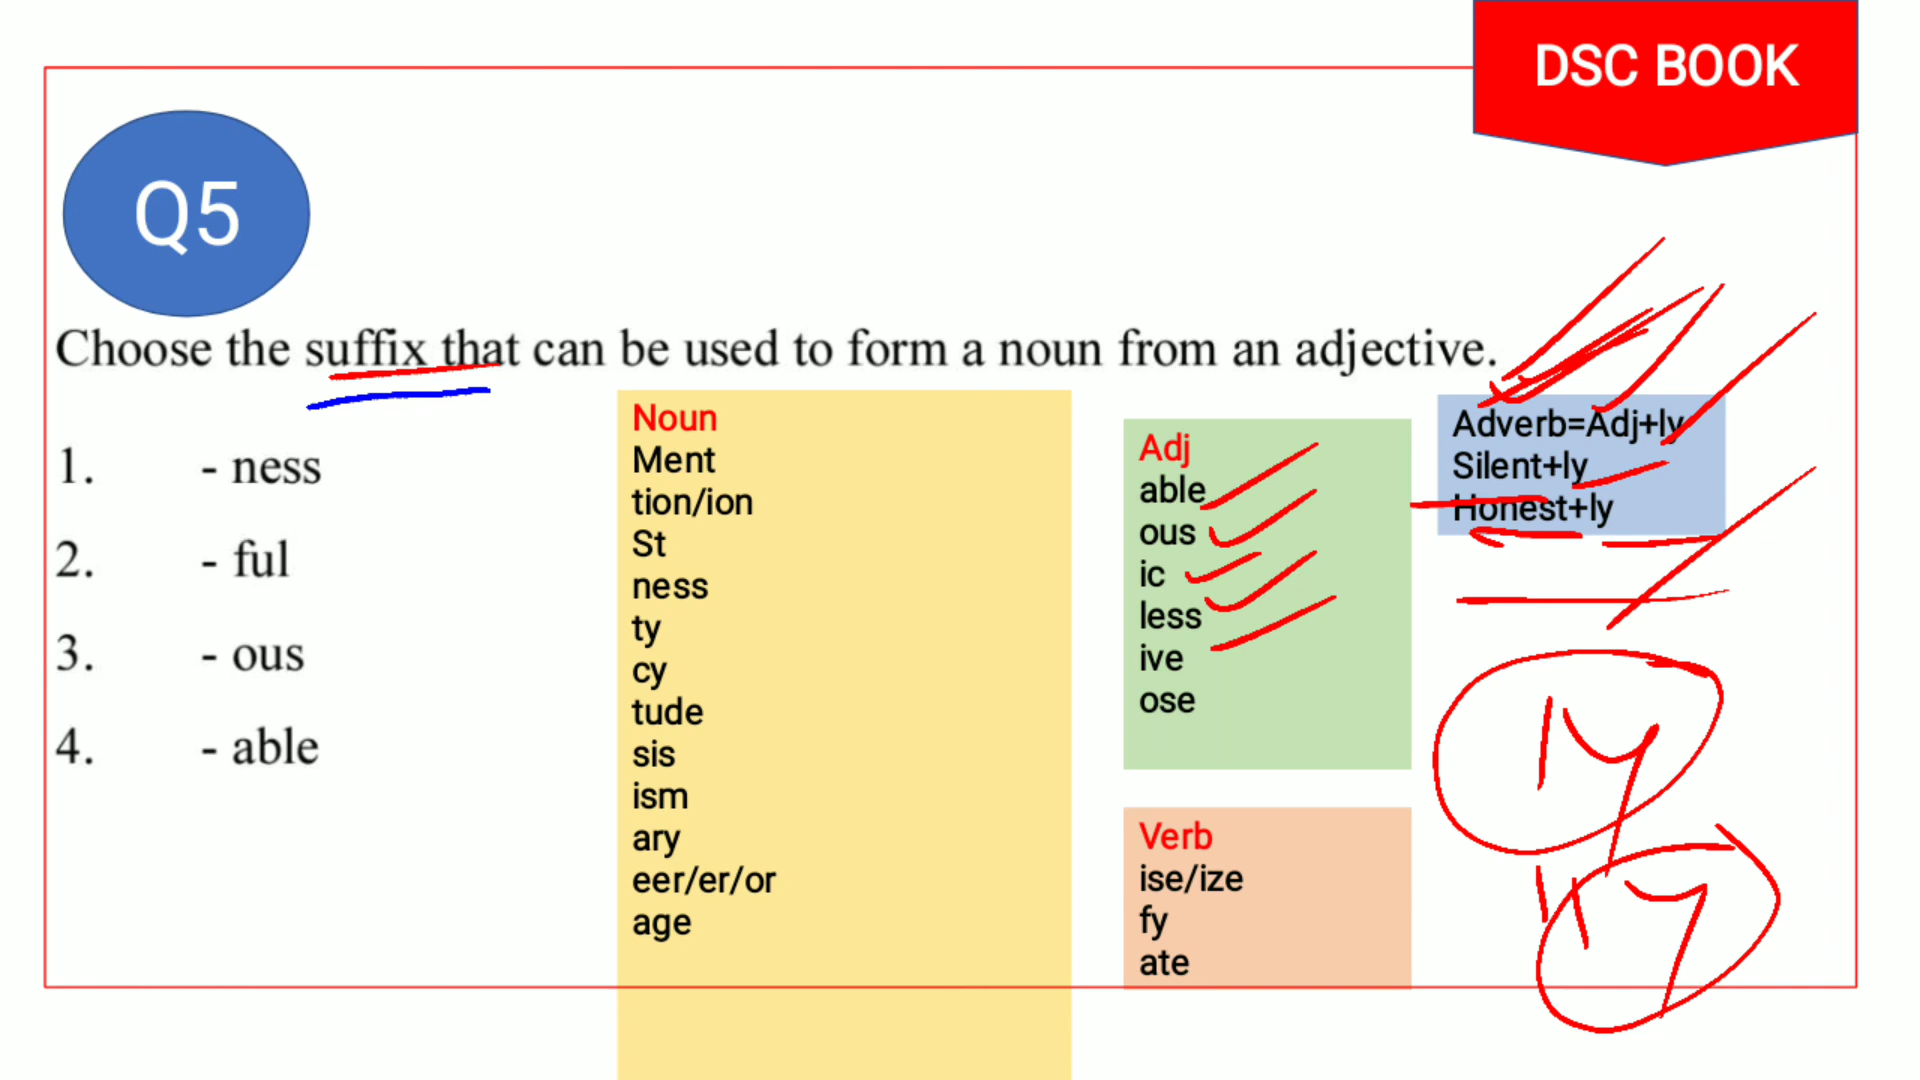 DSC BOOK
Q5
Choose the suffix that can be used to form a noun from an adjective.
1. - ness
2. - ful
3. - ous
4. - able
Noun
Ment
tion/ion
St
ness
ty
cy
tude
sis
ism
ary
eer/er/or
age
Adj
able
ous
ic
less
ive
ose
Verb
ise/ize
fy
ate
Adverb=Adj+ly
Silent+ly
Honest+ly
ly